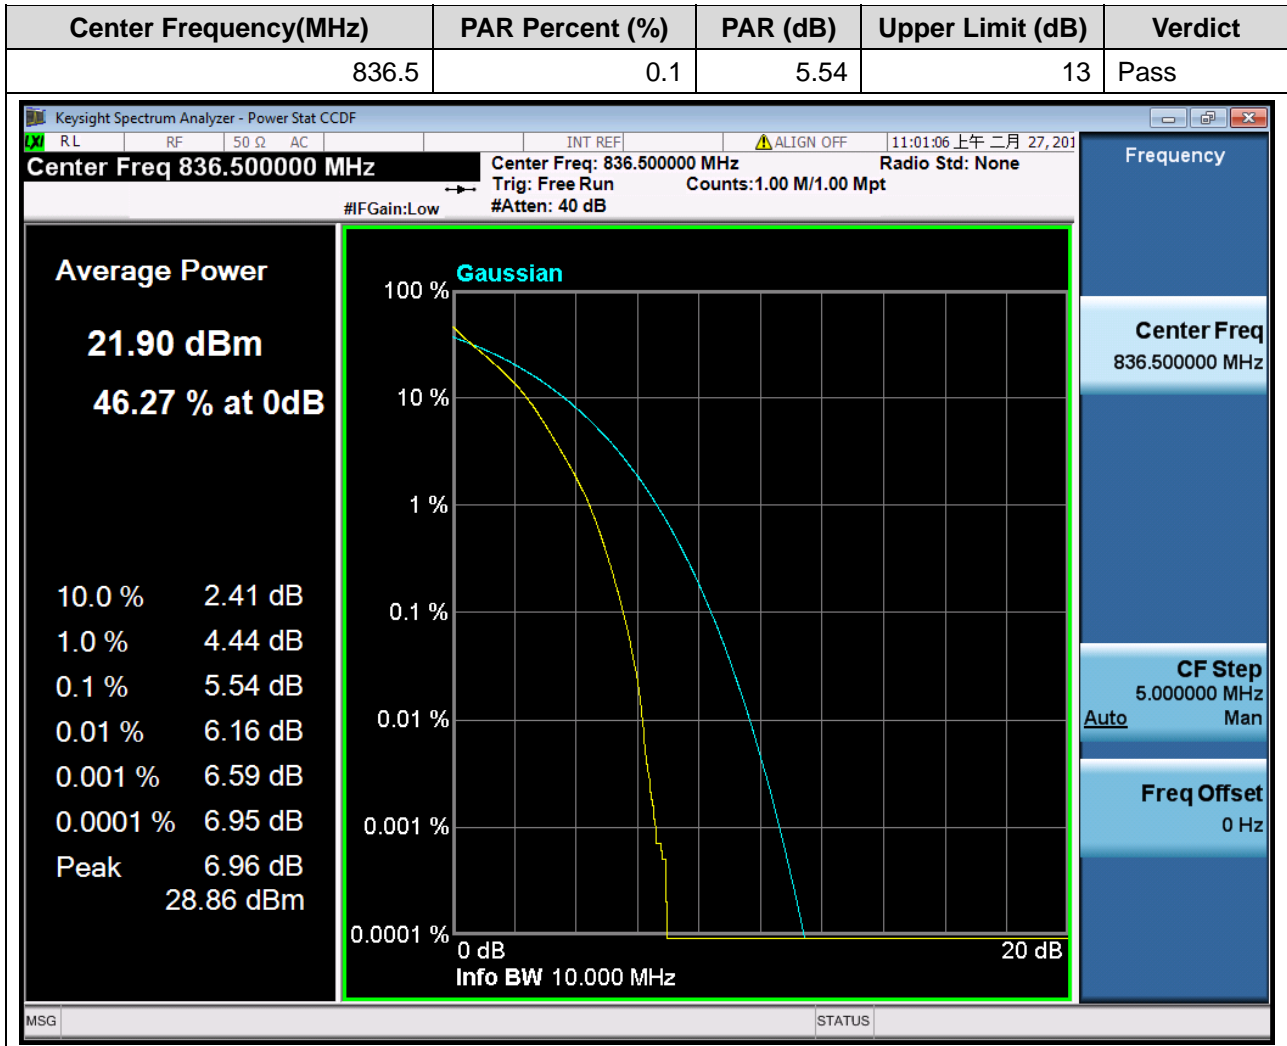 Center Frequency(MHz) PAR Percent (%) PAR (dB) Upper Limit (dB) Verdict
836.5 0.1 5.54 13 Pass
Keysight Spectrum Analyzer - Power Stat CCDF
LXI RL RF 50 Ω AC INT REF ALIGN OFF 11:01:06 上午 二月 27, 201
Center Freq 836.500000 MHz
Center Freq: 836.500000 MHz Radio Std: None
Trig: Free Run Counts:1.00 M/1.00 Mpt
#IFGain:Low #Atten: 40 dB
Average Power
21.90 dBm
46.27 % at 0dB
10.0 % 2.41 dB
1.0 % 4.44 dB
0.1 % 5.54 dB
0.01 % 6.16 dB
0.001 % 6.59 dB
0.0001 % 6.95 dB
Peak 6.96 dB
28.86 dBm
Gaussian
100 %
10 %
1 %
0.1 %
0.01 %
0.001 %
0.0001 %
0 dB 20 dB
Info BW 10.000 MHz
Frequency
Center Freq
836.500000 MHz
CF Step
5.000000 MHz
Auto Man
Freq Offset
0 Hz
MSG STATUS